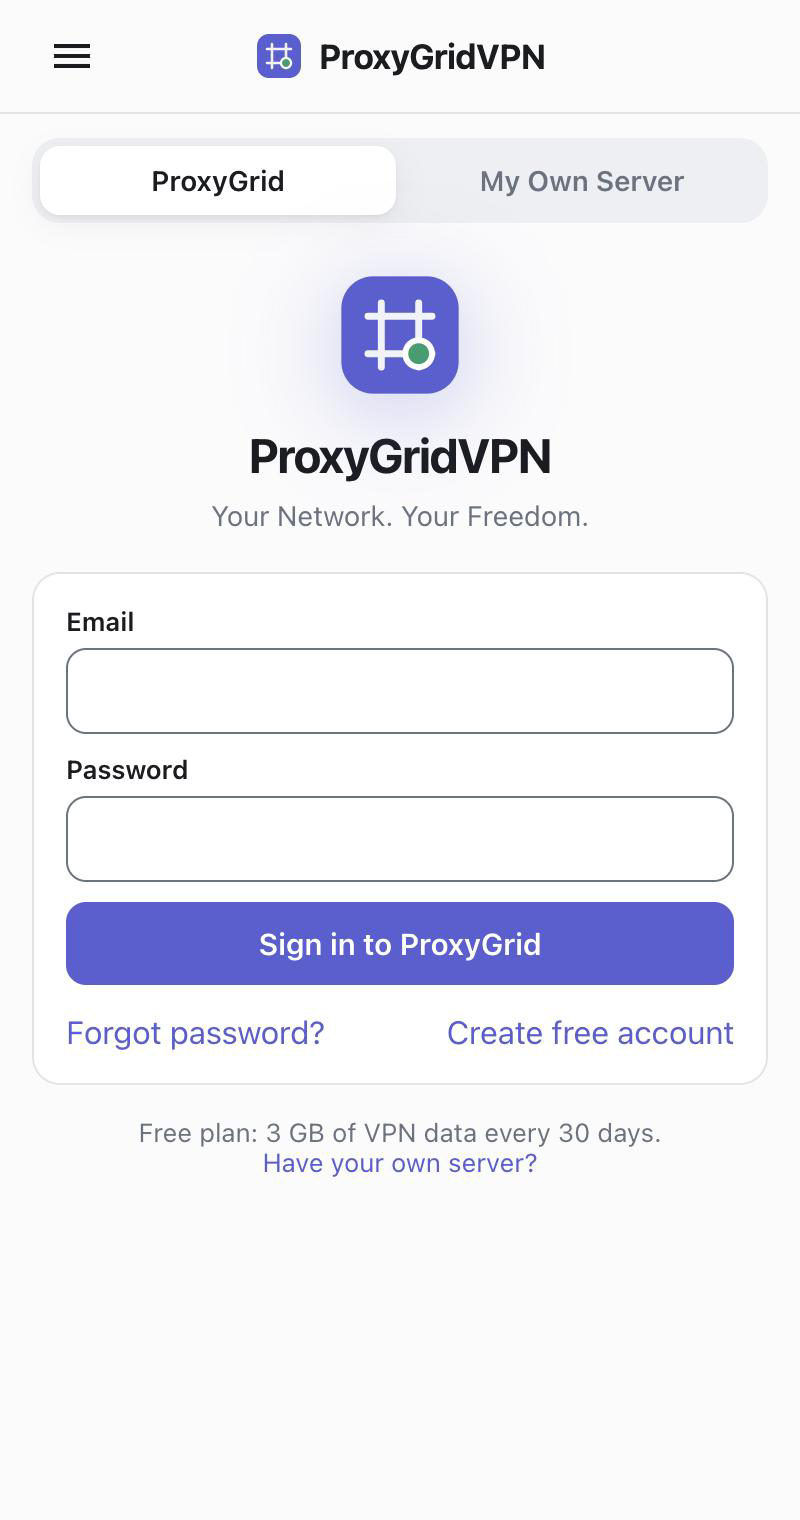 ProxyGridVPN
ProxyGrid
My Own Server
ProxyGridVPN
Your Network. Your Freedom.
Email
Password
Sign in to ProxyGrid
Forgot password?
Create free account
Free plan: 3 GB of VPN data every 30 days.
Have your own server?